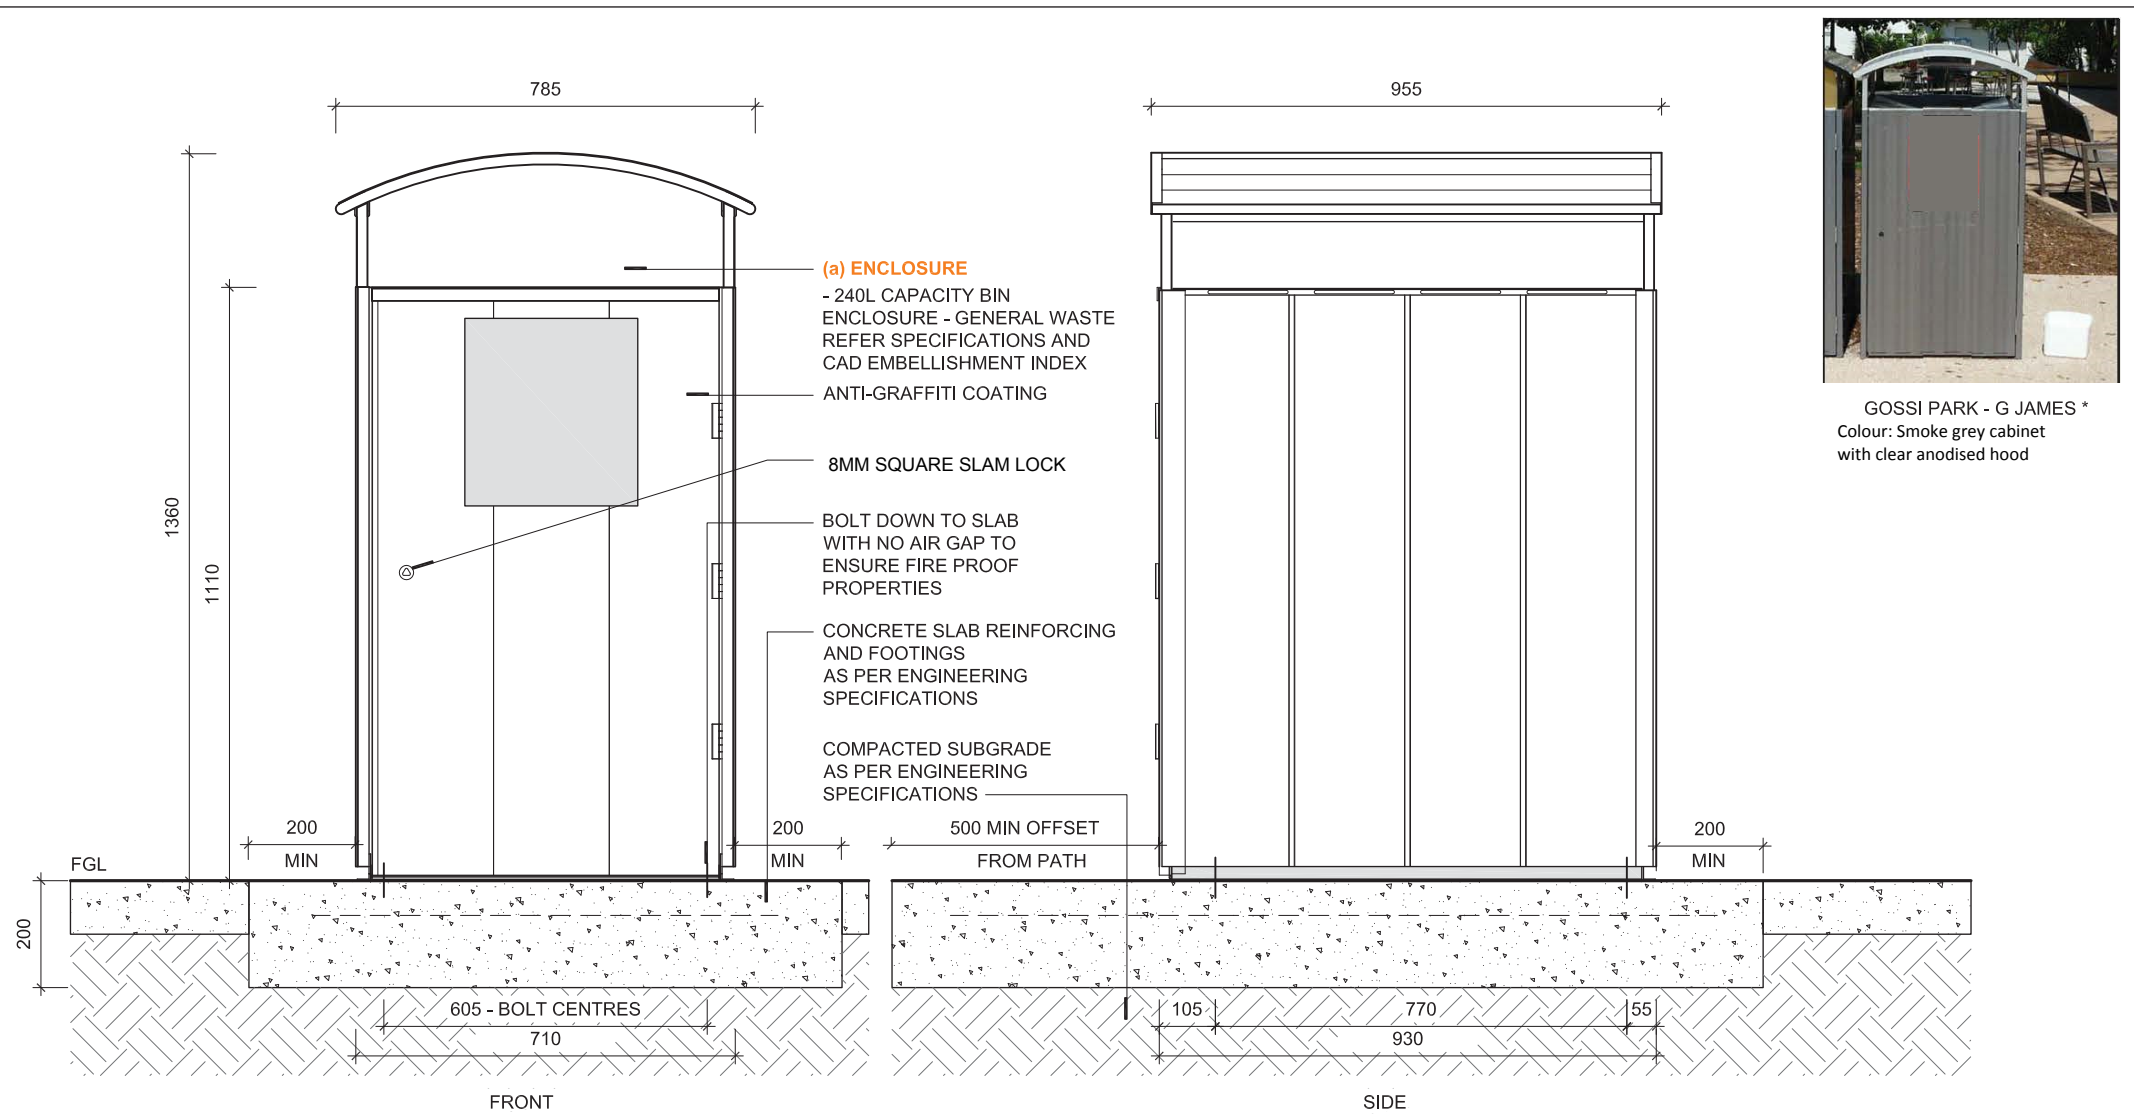 785
955
1360
1110
(a) ENCLOSURE
- 240L CAPACITY BIN
ENCLOSURE - GENERAL WASTE
REFER SPECIFICATIONS AND
CAD EMBELLISHMENT INDEX
ANTI-GRAFFITI COATING
8MM SQUARE SLAM LOCK
BOLT DOWN TO SLAB
WITH NO AIR GAP TO
ENSURE FIRE PROOF
PROPERTIES
CONCRETE SLAB REINFORCING
AND FOOTINGS
AS PER ENGINEERING
SPECIFICATIONS
COMPACTED SUBGRADE
AS PER ENGINEERING
SPECIFICATIONS
GOSSI PARK - G JAMES *
Colour: Smoke grey cabinet
with clear anodised hood
200
MIN
200
MIN
500 MIN OFFSET
FROM PATH
200
MIN
FGL
200
605 - BOLT CENTRES
710
105
770
55
930
FRONT
SIDE